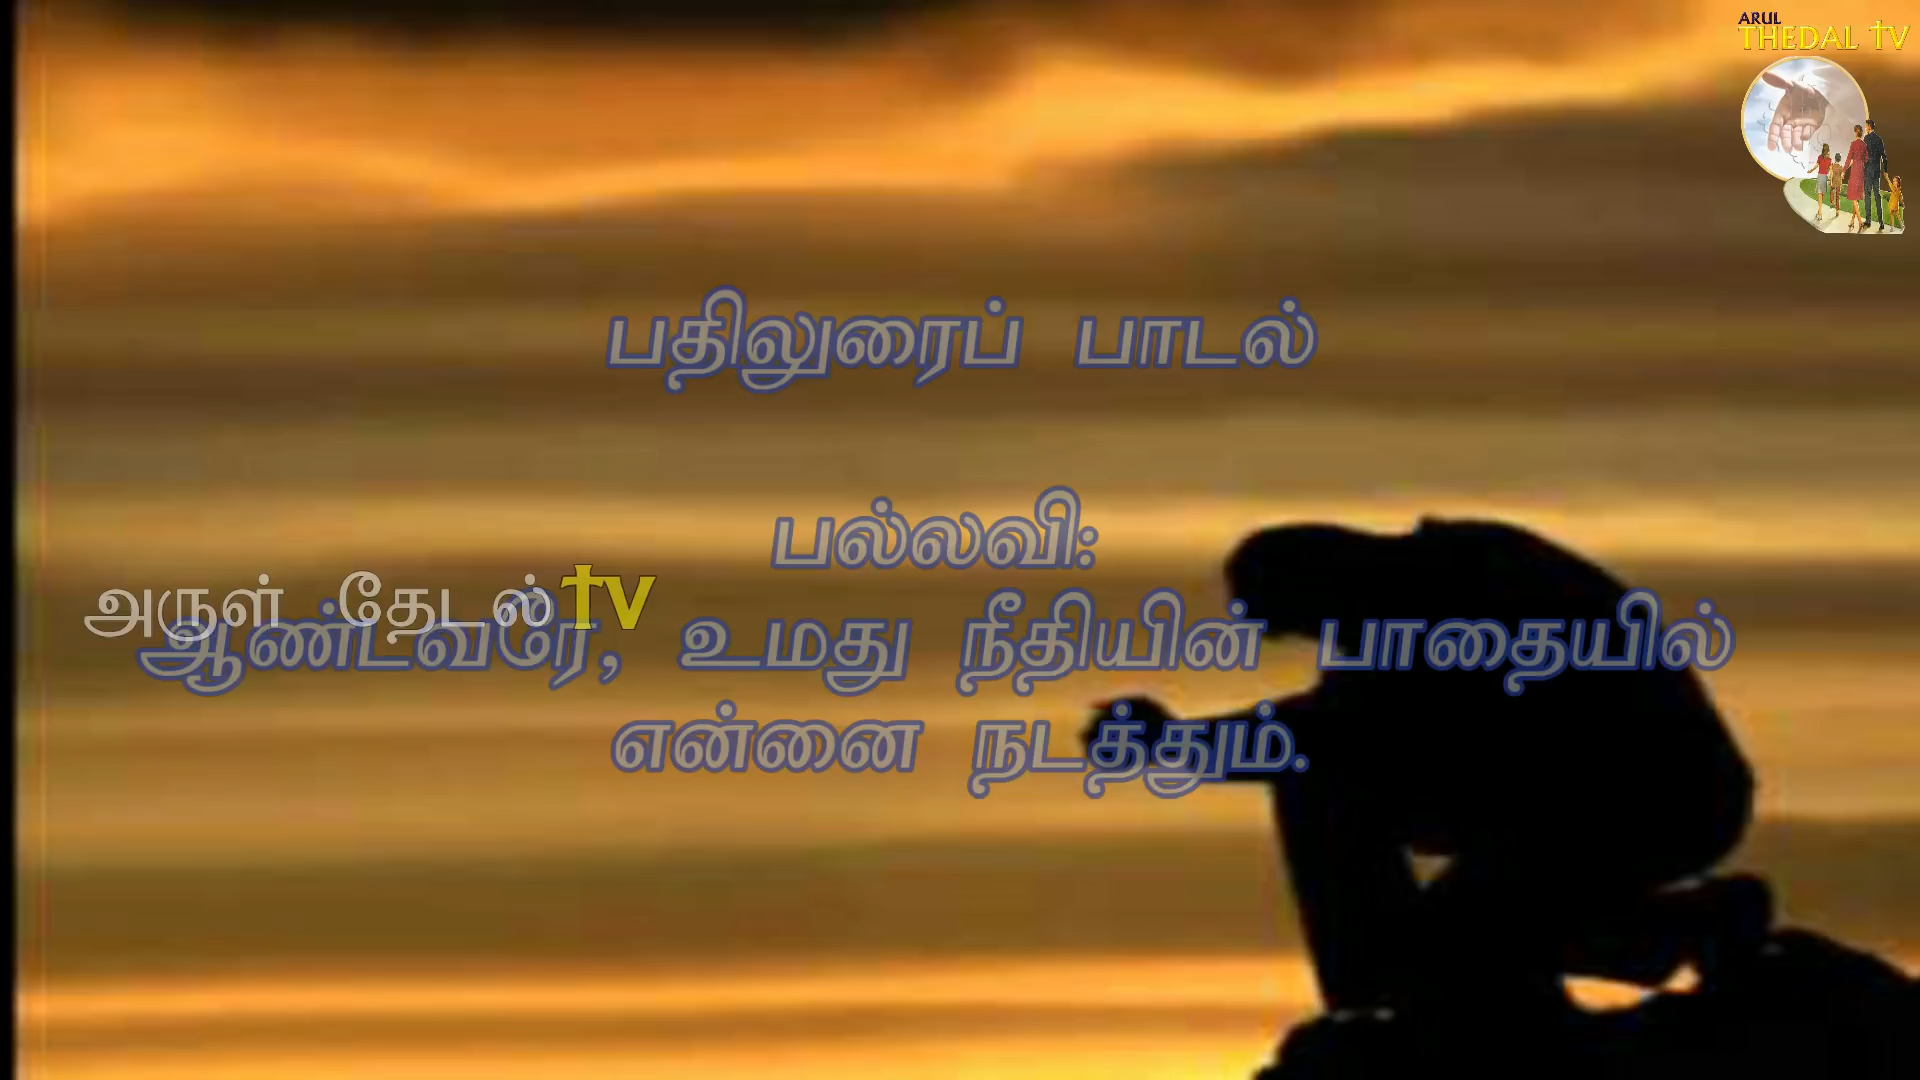 ARUL
THEDAL TV
பதிலுரைப் பாடல்
பல்லவி:
அருள் தேடல் TV
ஆண்டவரே, உமது நீதியின் பாதையில்
என்னை நடத்தும்.